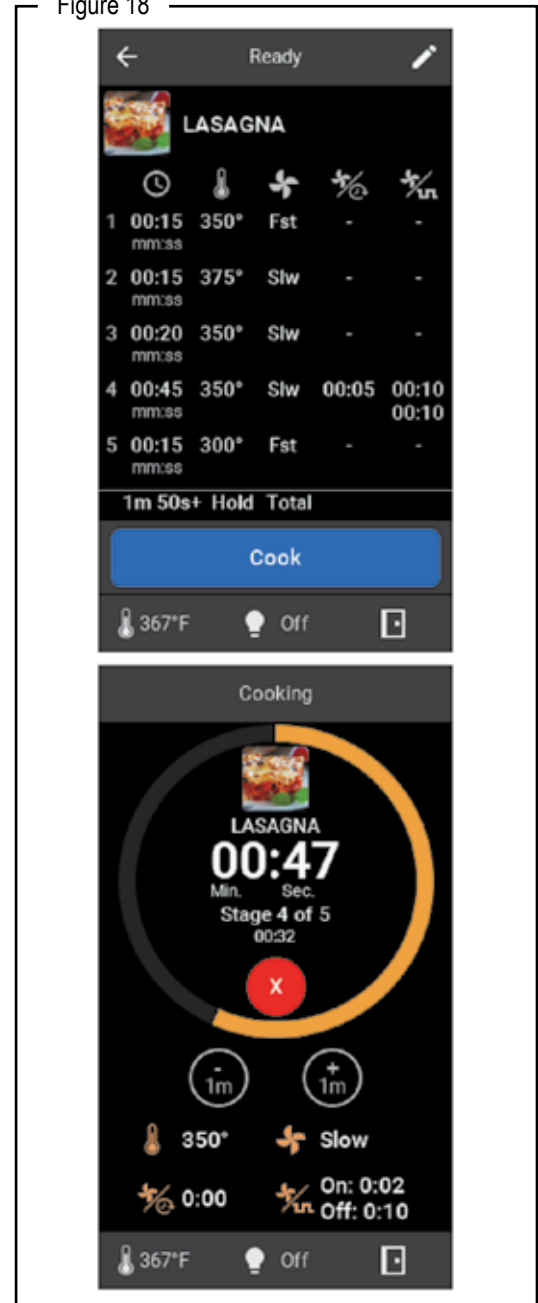 Figure 18
Ready
LASAGNA
1 00:15 350° Fst - -
mm:ss
2 00:15 375° Slw - -
mm:ss
3 00:20 350° Slw - -
mm:ss
4 00:45 350° Slw 00:05 00:10
mm:ss 00:10
5 00:15 300° Fst - -
mm:ss
1m 50s+ Hold Total
Cook
367°F Off
Cooking
LASAGNA
00:47
Min. Sec.
Stage 4 of 5
00:32
X
- +
1m 1m
350° Slow
0:00 On: 0:02
Off: 0:10
367°F Off